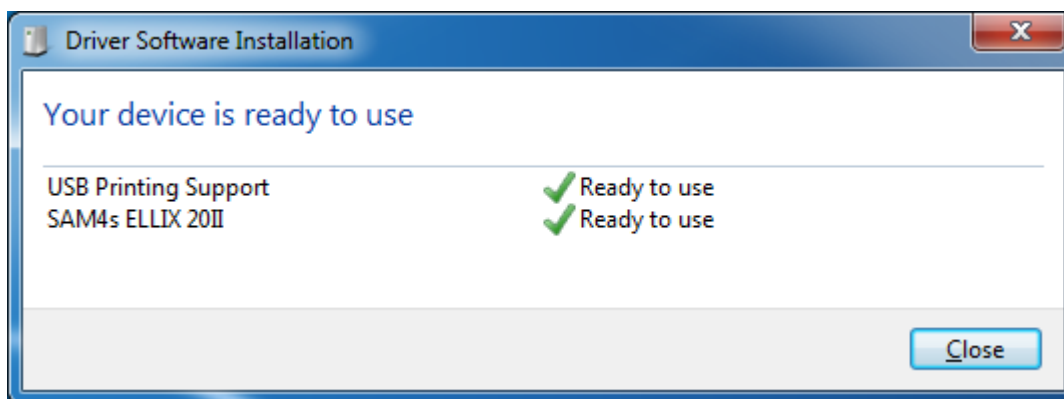 Driver Software Installation
Your device is ready to use
USB Printing Support Ready to use
SAM4s ELLIX 20II Ready to use
Close